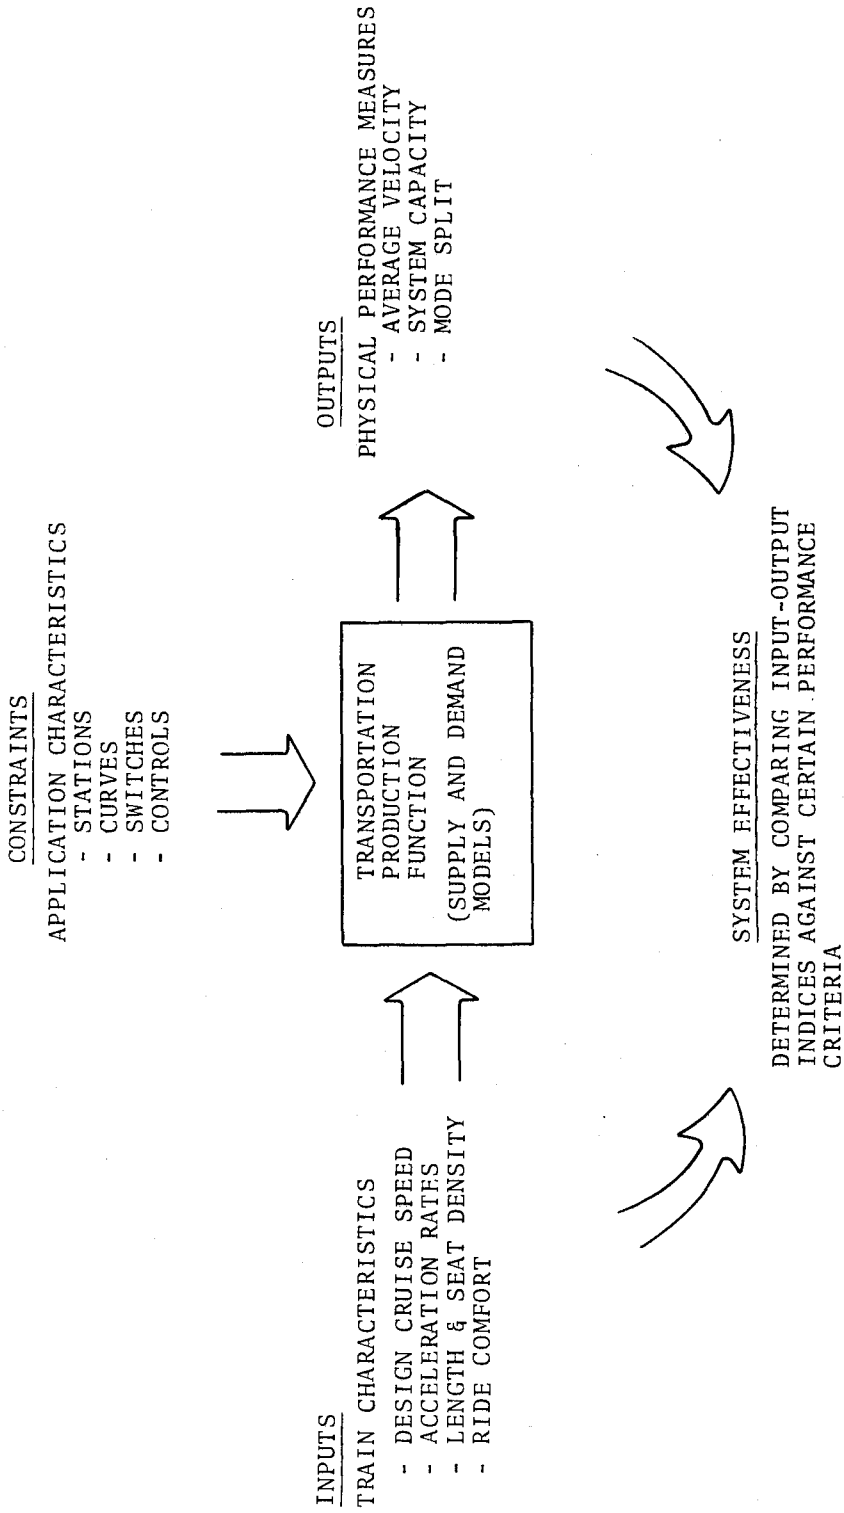 CONSTRAINTS
APPLICATION CHARACTERISTICS
- STATIONS
- CURVES
- SWITCHES
- CONTROLS
INPUTS
TRAIN CHARACTERISTICS
- DESIGN CRUISE SPEED
- ACCELERATION RATES
- LENGTH & SEAT DENSITY
- RIDE COMFORT
TRANSPORTATION
PRODUCTION
FUNCTION
(SUPPLY AND DEMAND
MODELS)
OUTPUTS
PHYSICAL PERFORMANCE MEASURES
- AVERAGE VELOCITY
- SYSTEM CAPACITY
- MODE SPLIT
SYSTEM EFFECTIVENESS
DETERMINED BY COMPARING INPUT-OUTPUT
INDICES AGAINST CERTAIN PERFORMANCE
CRITERIA